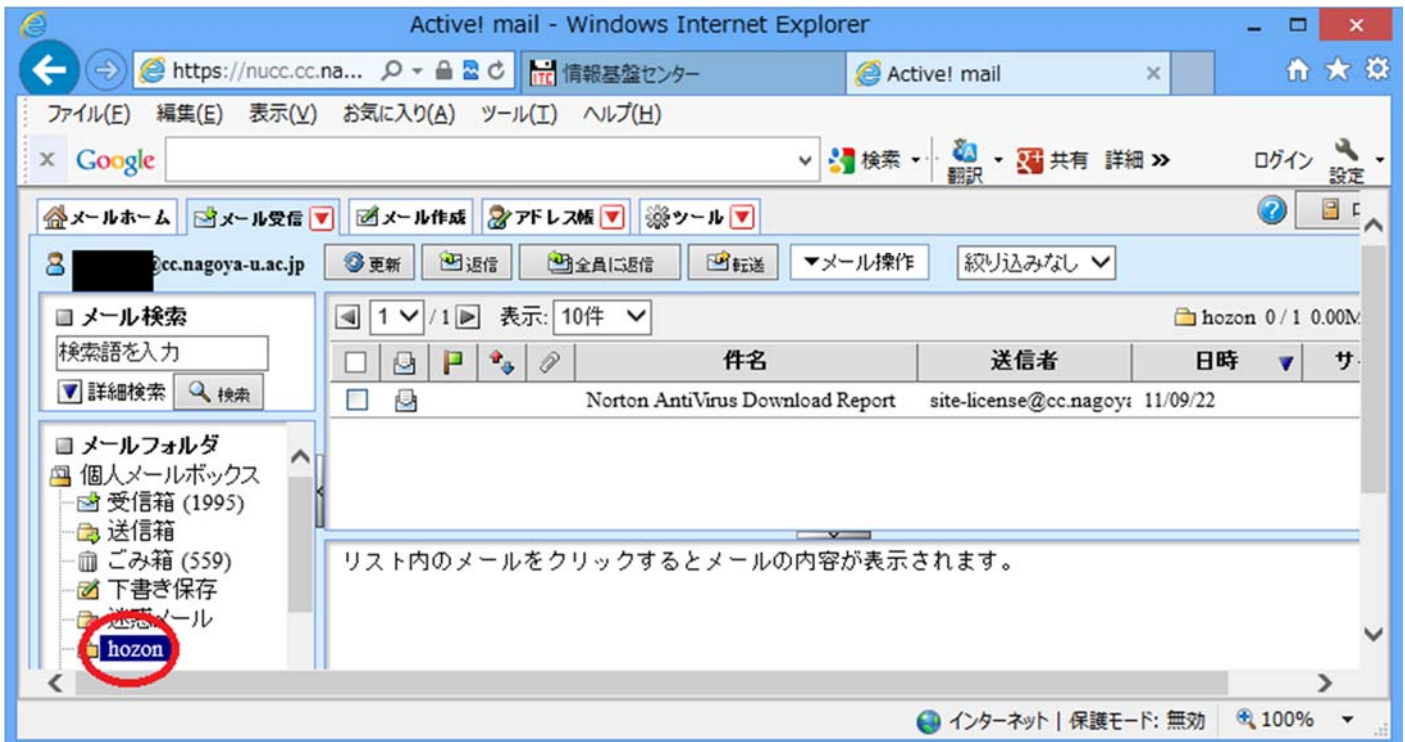 Active! mail - Windows Internet Explorer
https://nucc.cc.na... 情報基盤センター Active! mail
ファイル(F) 編集(E) 表示(V) お気に入り(A) ツール(T) ヘルプ(H)
Google 検索 翻訳 共有 詳細 >> ログイン 設定
メールホーム メール受信 メール作成 アドレス帳 ツール
@cc.nagoya-u.ac.jp 更新 返信 全員に返信 転送 ▼メール操作 絞り込みなし
メール検索
検索語を入力
詳細検索 検索
1 / 1 表示: 10件 hozon 0 / 1 0.00M
件名 送信者 日時 サ
Norton AntiVirus Download Report site-license@cc.nagoya 11/09/22
メールフォルダ
個人メールボックス
受信箱 (1995)
送信箱
ごみ箱 (559)
下書き保存
迷惑メール
hozon
リスト内のメールをクリックするとメールの内容が表示されます。
インターネット | 保護モード: 無効 100%